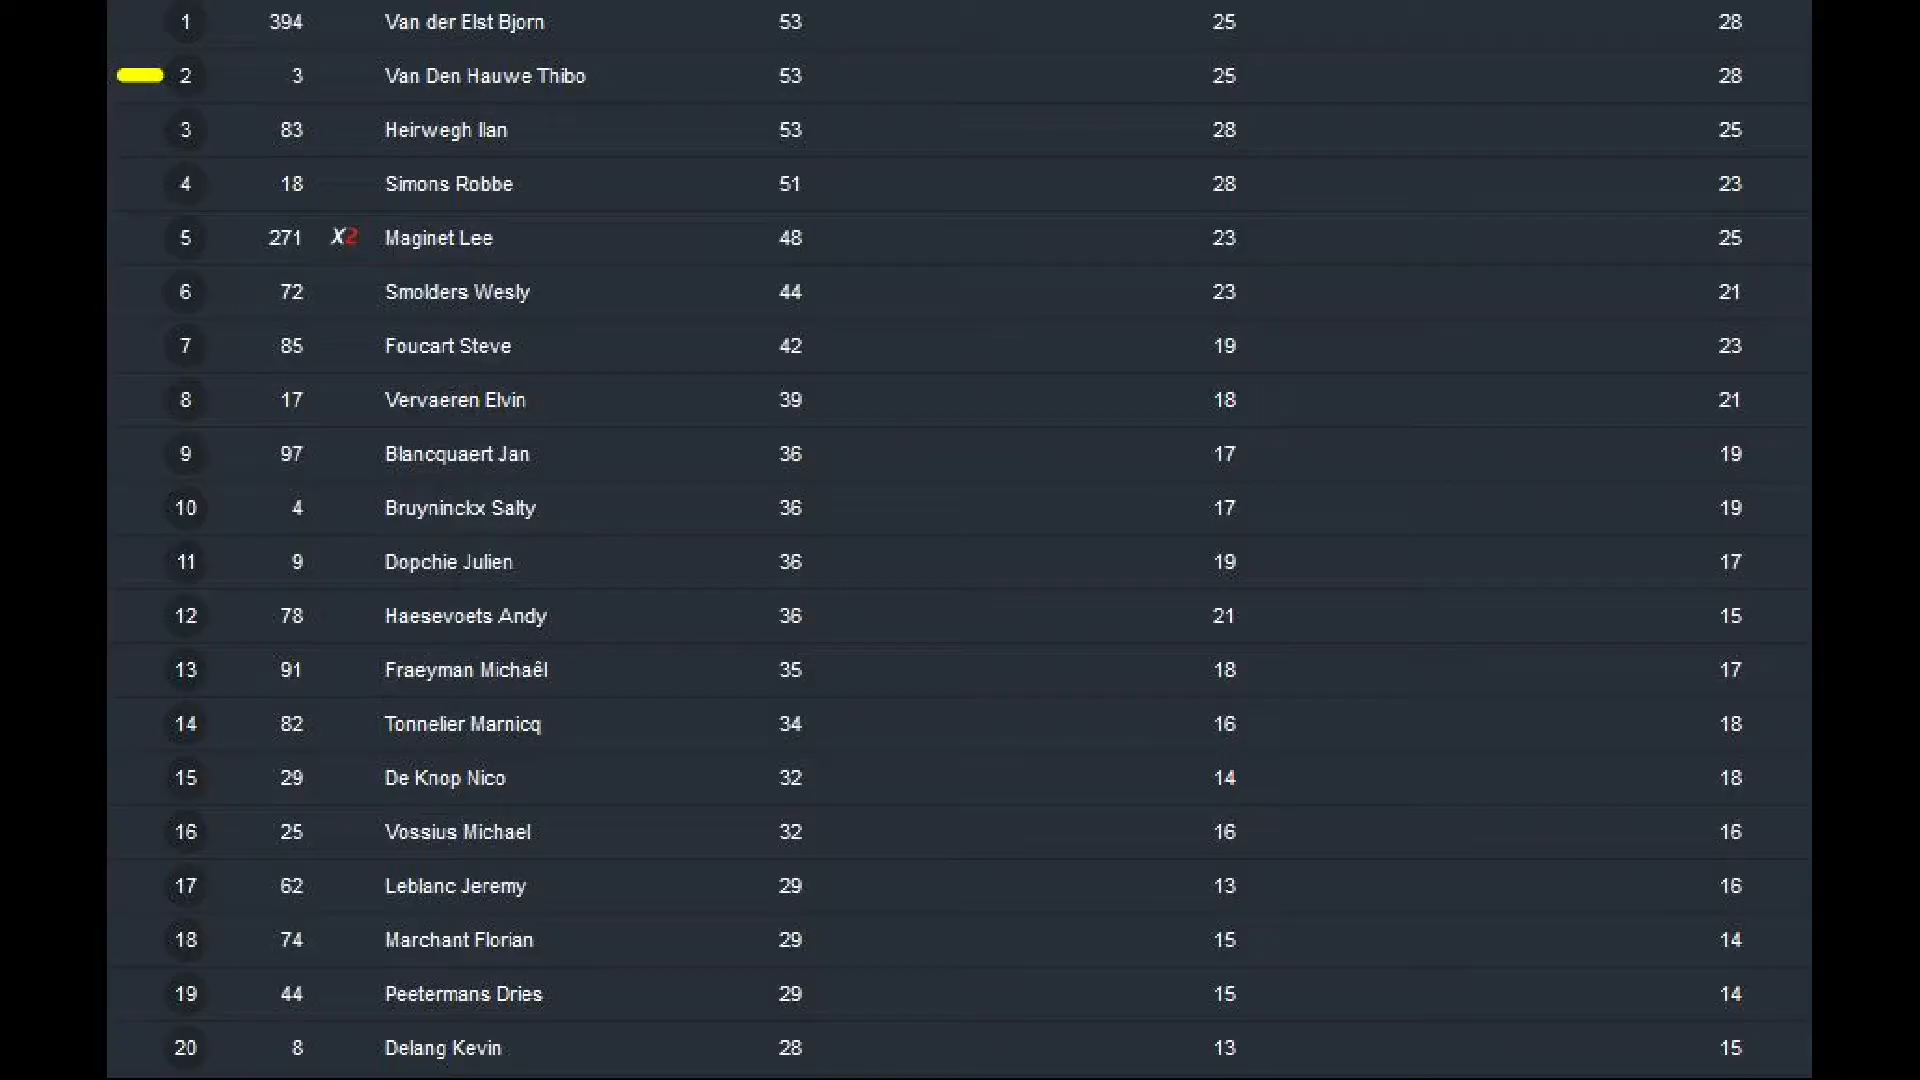 1 394 Van der Elst Bjorn 53 25 28
2 3 Van Den Hauwe Thibo 53 25 28
3 83 Heirwegh Ilan 53 28 25
4 18 Simons Robbe 51 28 23
5 271 X2 Maginet Lee 48 23 25
6 72 Smolders Wesly 44 23 21
7 85 Foucart Steve 42 19 23
8 17 Vervaeren Elvin 39 18 21
9 97 Blancquaert Jan 36 17 19
10 4 Bruyninckx Salty 36 17 19
11 9 Dopchie Julien 36 19 17
12 78 Haesevoets Andy 36 21 15
13 91 Fraeyman Michaêl 35 18 17
14 82 Tonnelier Marnicq 34 16 18
15 29 De Knop Nico 32 14 18
16 25 Vossius Michael 32 16 16
17 62 Leblanc Jeremy 29 13 16
18 74 Marchant Florian 29 15 14
19 44 Peetermans Dries 29 15 14
20 8 Delang Kevin 28 13 15